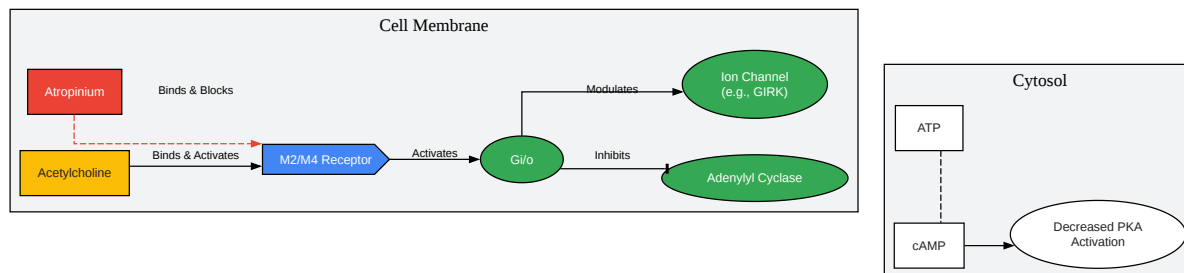 Cell Membrane
Atropinium
Binds & Blocks
Acetylcholine
Binds & Activates
M2/M4 Receptor
Activates
Gi/o
Modulates
Ion Channel
(e.g., GIRK)
Inhibits
Adenylyl Cyclase
Cytosol
ATP
cAMP
Decreased PKA
Activation